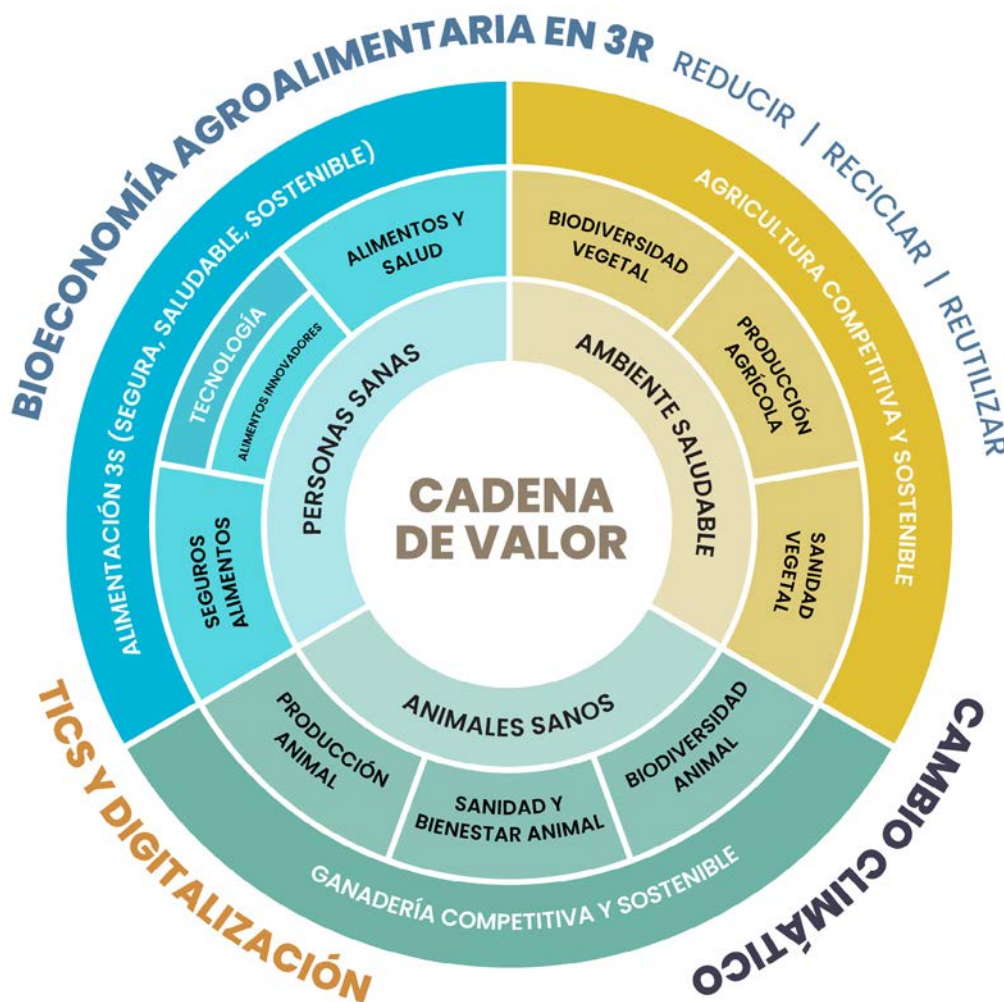 BIOECONOMÍA AGROALIMENTARIA EN 3R REDUCIR | RECICLAR | REUTILIZAR
ALIMENTACIÓN 3S (SEGURA, SALUDABLE, SOSTENIBLE)
AGRICULTURA COMPETITIVA Y SOSTENIBLE
ALIMENTOS Y
SALUD
TECNOLOGÍA
ALIMENTOS INNOVADORES
SEGUROS
ALIMENTOS
PERSONAS SANAS
BIODIVERSIDAD
VEGETAL
PRODUCCIÓN
AGRÍCOLA
SANIDAD
VEGETAL
AMBIENTE SALUDABLE
CADENA
DE VALOR
ANIMALES SANOS
PRODUCCIÓN
ANIMAL
SANIDAD Y
BIENESTAR ANIMAL
BIODIVERSIDAD
ANIMAL
GANADERÍA COMPETITIVA Y SOSTENIBLE
TICS Y DIGITALIZACIÓN
CAMBIO CLIMÁTICO